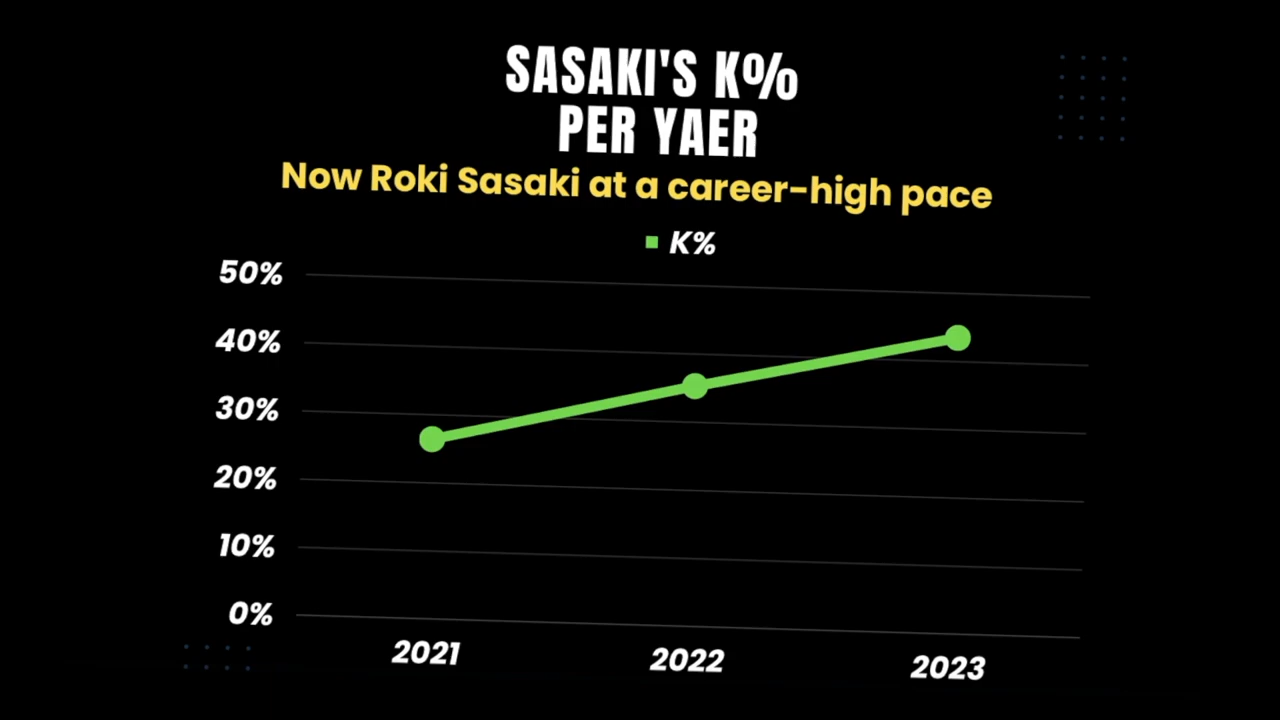 SASAKI'S K%
PER YAER
Now Roki Sasaki at a career-high pace
K%
50%
40%
30%
20%
10%
0%
2021 2022 2023